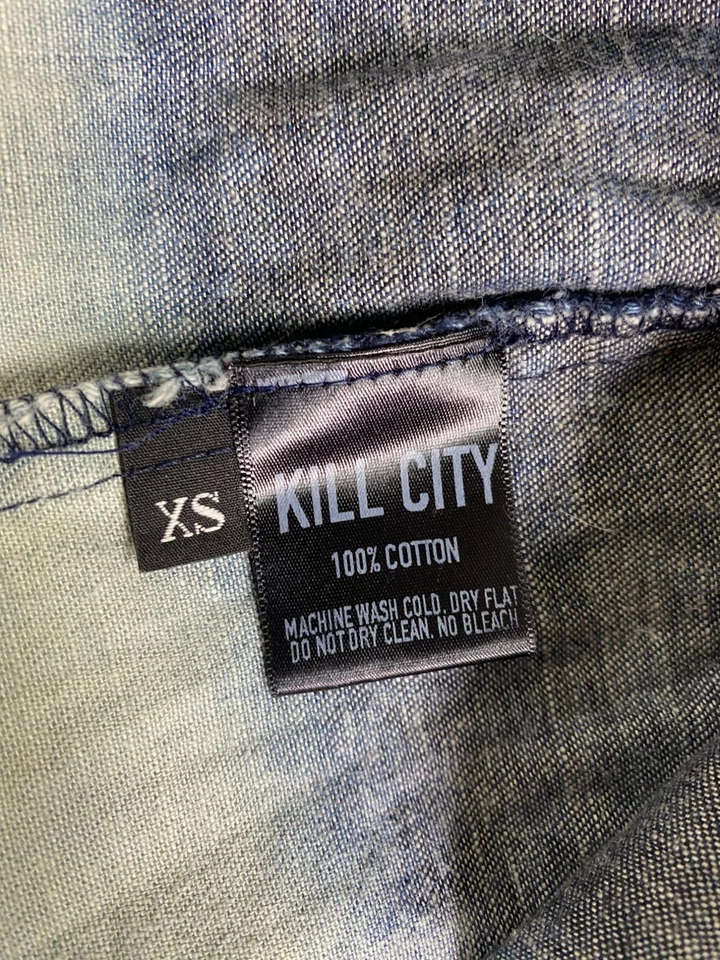 XS
KILL CITY
100% COTTON
MACHINE WASH COLD. DRY FLAT
DO NOT DRY CLEAN. NO BLEACH